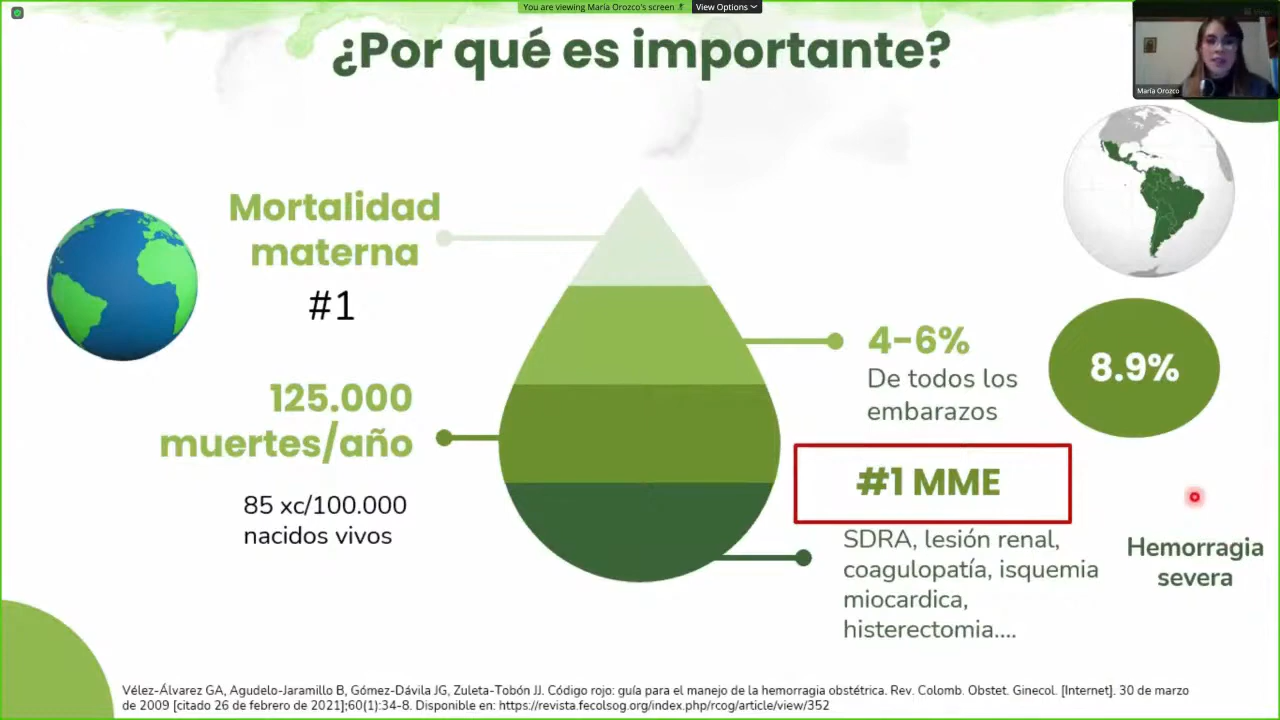 You are viewing María Orozco's screen
View Options
View
¿Por qué es importante?
María Orozco
Mortalidad
materna
#1
125.000
muertes/año
85 xc/100.000
nacidos vivos
4-6%
De todos los
embarazos
8.9%
#1 MME
SDRA, lesión renal,
coagulopatía, isquemia
miocardica,
histerectomia....
Hemorragia
severa
Vélez-Álvarez GA, Agudelo-Jaramillo B, Gómez-Dávila JG, Zuleta-Tobón JJ. Código rojo: guía para el manejo de la hemorragia obstétrica. Rev. Colomb. Obstet. Ginecol. [Internet]. 30 de marzo
de 2009 [citado 26 de febrero de 2021];60(1):34-8. Disponible en: https://revista.fecolsog.org/index.php/rcog/article/view/352